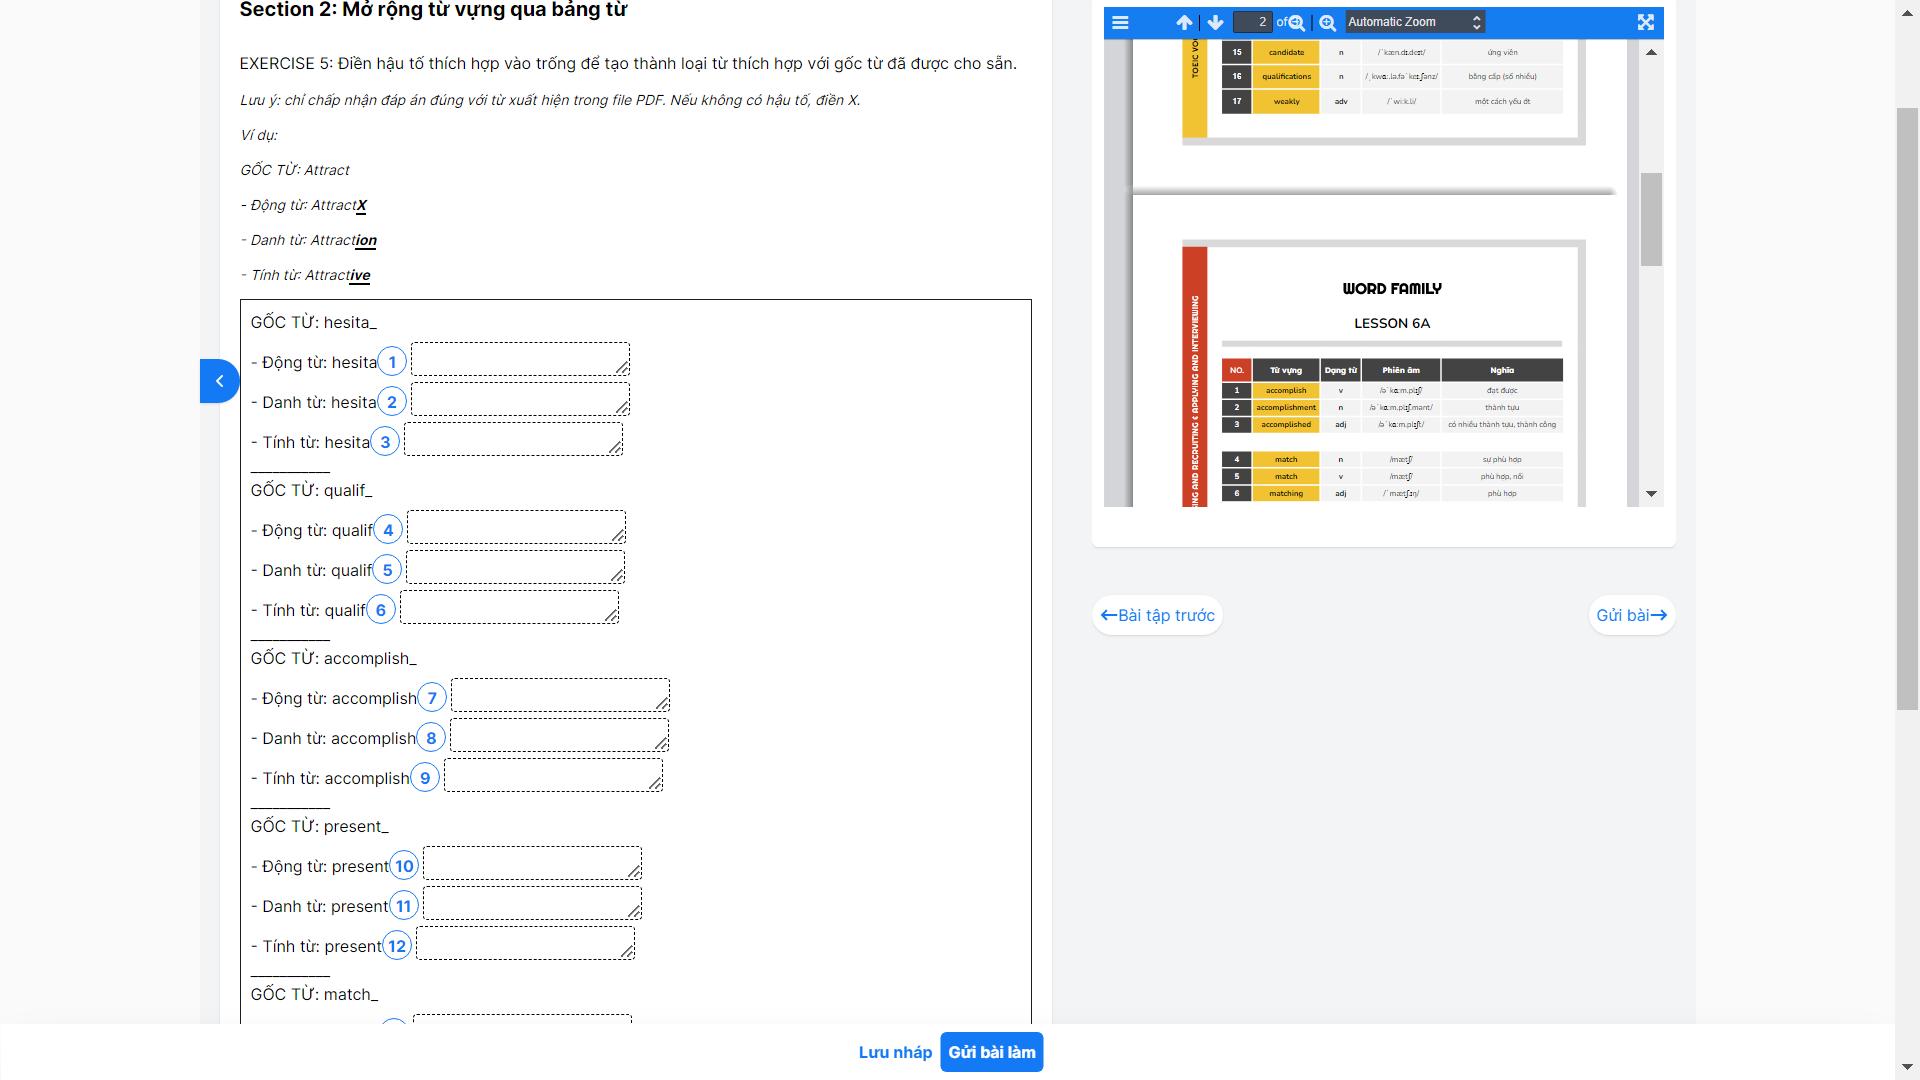 Section 2: Mở rộng từ vựng qua bảng từ
EXERCISE 5: Điền hậu tố thích hợp vào trống để tạo thành loại từ thích hợp với gốc từ đã được cho sẵn.
Lưu ý: chỉ chấp nhận đáp án đúng với từ xuất hiện trong file PDF. Nếu không có hậu tố, điền X.
Ví dụ:
GỐC TỪ: Attract
- Động từ: AttractX
- Danh từ: Attraction
- Tính từ: Attractive
GỐC TỪ: hesita_
- Động từ: hesita 1
- Danh từ: hesita 2
- Tính từ: hesita 3
___________
GỐC TỪ: qualif_
- Động từ: qualif 4
- Danh từ: qualif 5
- Tính từ: qualif 6
___________
GỐC TỪ: accomplish_
- Động từ: accomplish 7
- Danh từ: accomplish 8
- Tính từ: accomplish 9
___________
GỐC TỪ: present_
- Động từ: present 10
- Danh từ: present 11
- Tính từ: present 12
___________
GỐC TỪ: match_
Lưu nháp Gửi bài làm
2 of Automatic Zoom
TOEIC VO
15 candidate n /ˈkæn.dɪ.deɪt/ ứng viên
16 qualifications n /ˌkwɑː.lə.fəˈkeɪ.ʃənz/ bằng cấp (số nhiều)
17 weakly adv /ˈwiːk.li/ một cách yếu ớt
SING AND RECRUITING & APPLYING AND INTERVIEWING
WORD FAMILY
LESSON 6A
NO. Từ vựng Dạng từ Phiên âm Nghĩa
1 accomplish v /əˈkɑːm.plɪʃ/ đạt được
2 accomplishment n /əˈkɑːm.plɪʃ.mənt/ thành tựu
3 accomplished adj /əˈkɑːm.plɪʃt/ có nhiều thành tựu, thành công
4 match n /mætʃ/ sự phù hợp
5 match v /mætʃ/ phù hợp, nối
6 matching adj /ˈmætʃɪŋ/ phù hợp
Bài tập trước
Gửi bài